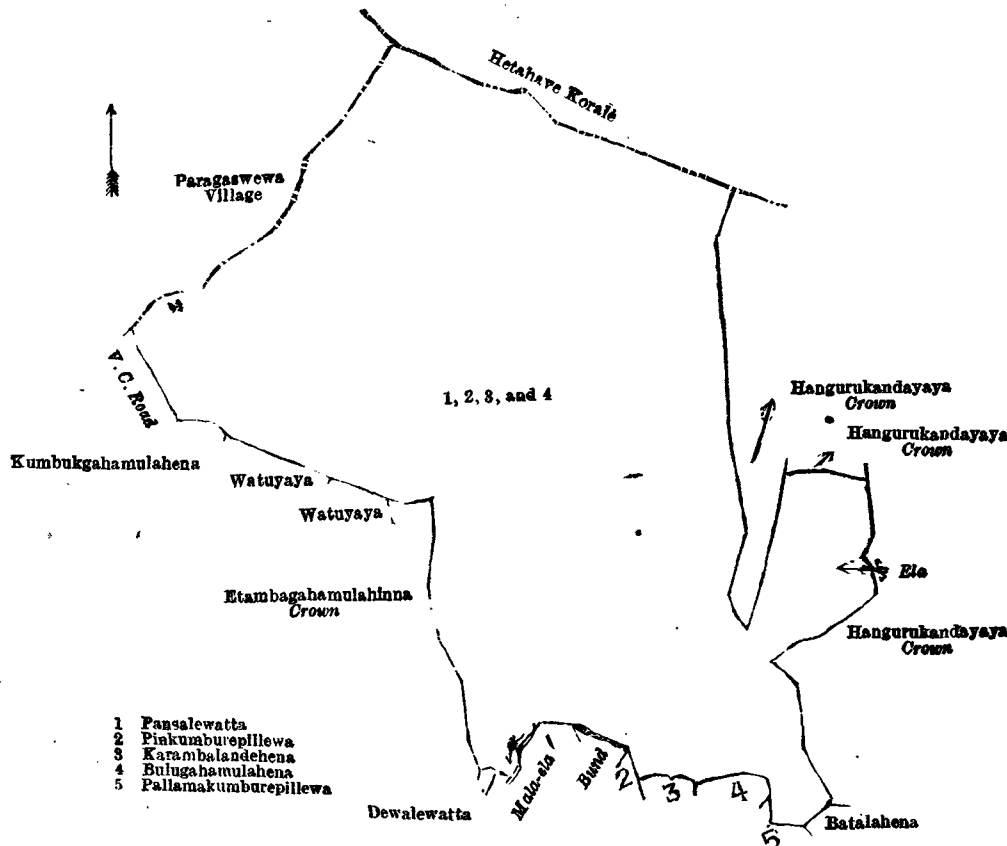 Hetahave Korale
Paragaswewa
Village
V. C. Road
1, 2, 3, and 4
Hangurukandayaya
Crown
Hangurukandayaya
Crown
Kumbukgahamulahena
Watuyaya
Watuyaya
Ela
Etambagahamulahinna
Crown
Hangurukandayaya
Crown
1 Pansalewatta
2 Pinkumburepillewa
3 Karambalandehena
4 Bulugahamulahena
5 Pallamakumburepillewa
Dewalewatta
Mala-ela
Bund
2
3
4
5
Batalahena